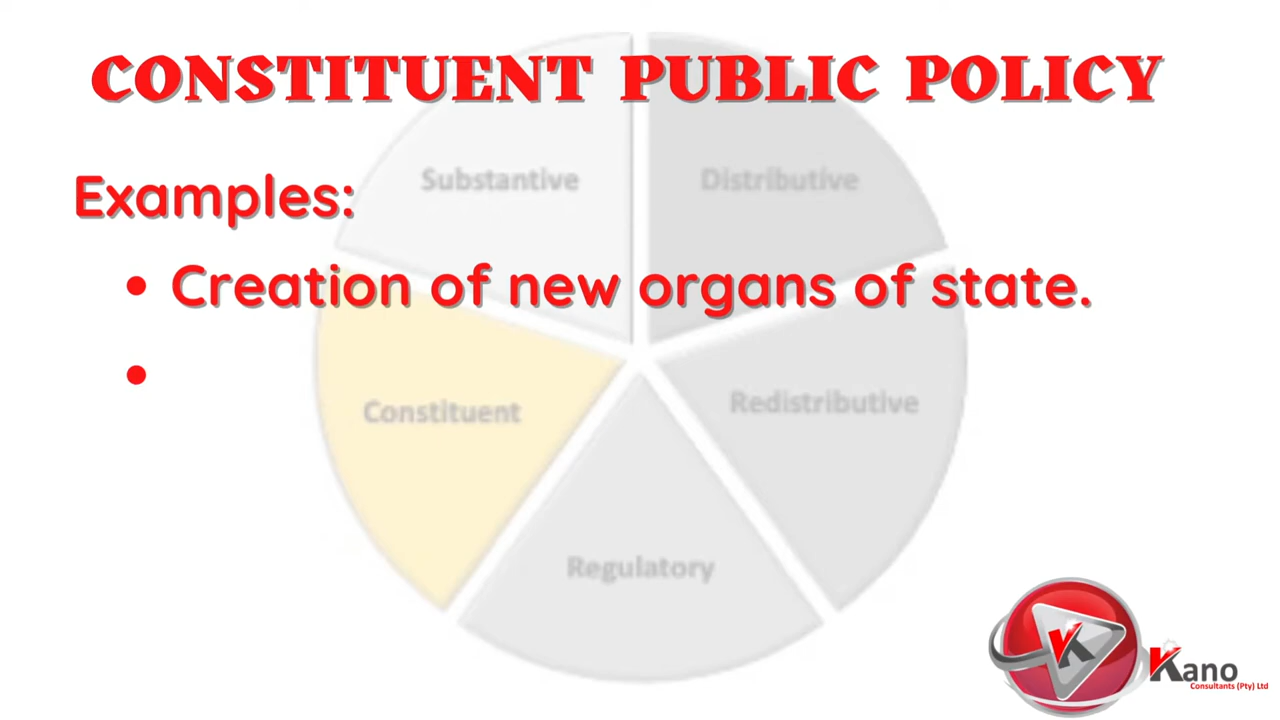 CONSTITUENT PUBLIC POLICY
Substantive
Distributive
Examples:
• Creation of new organs of state.
•
Constituent
Redistributive
Regulatory
K
Kano
Consultants (Pty) Ltd